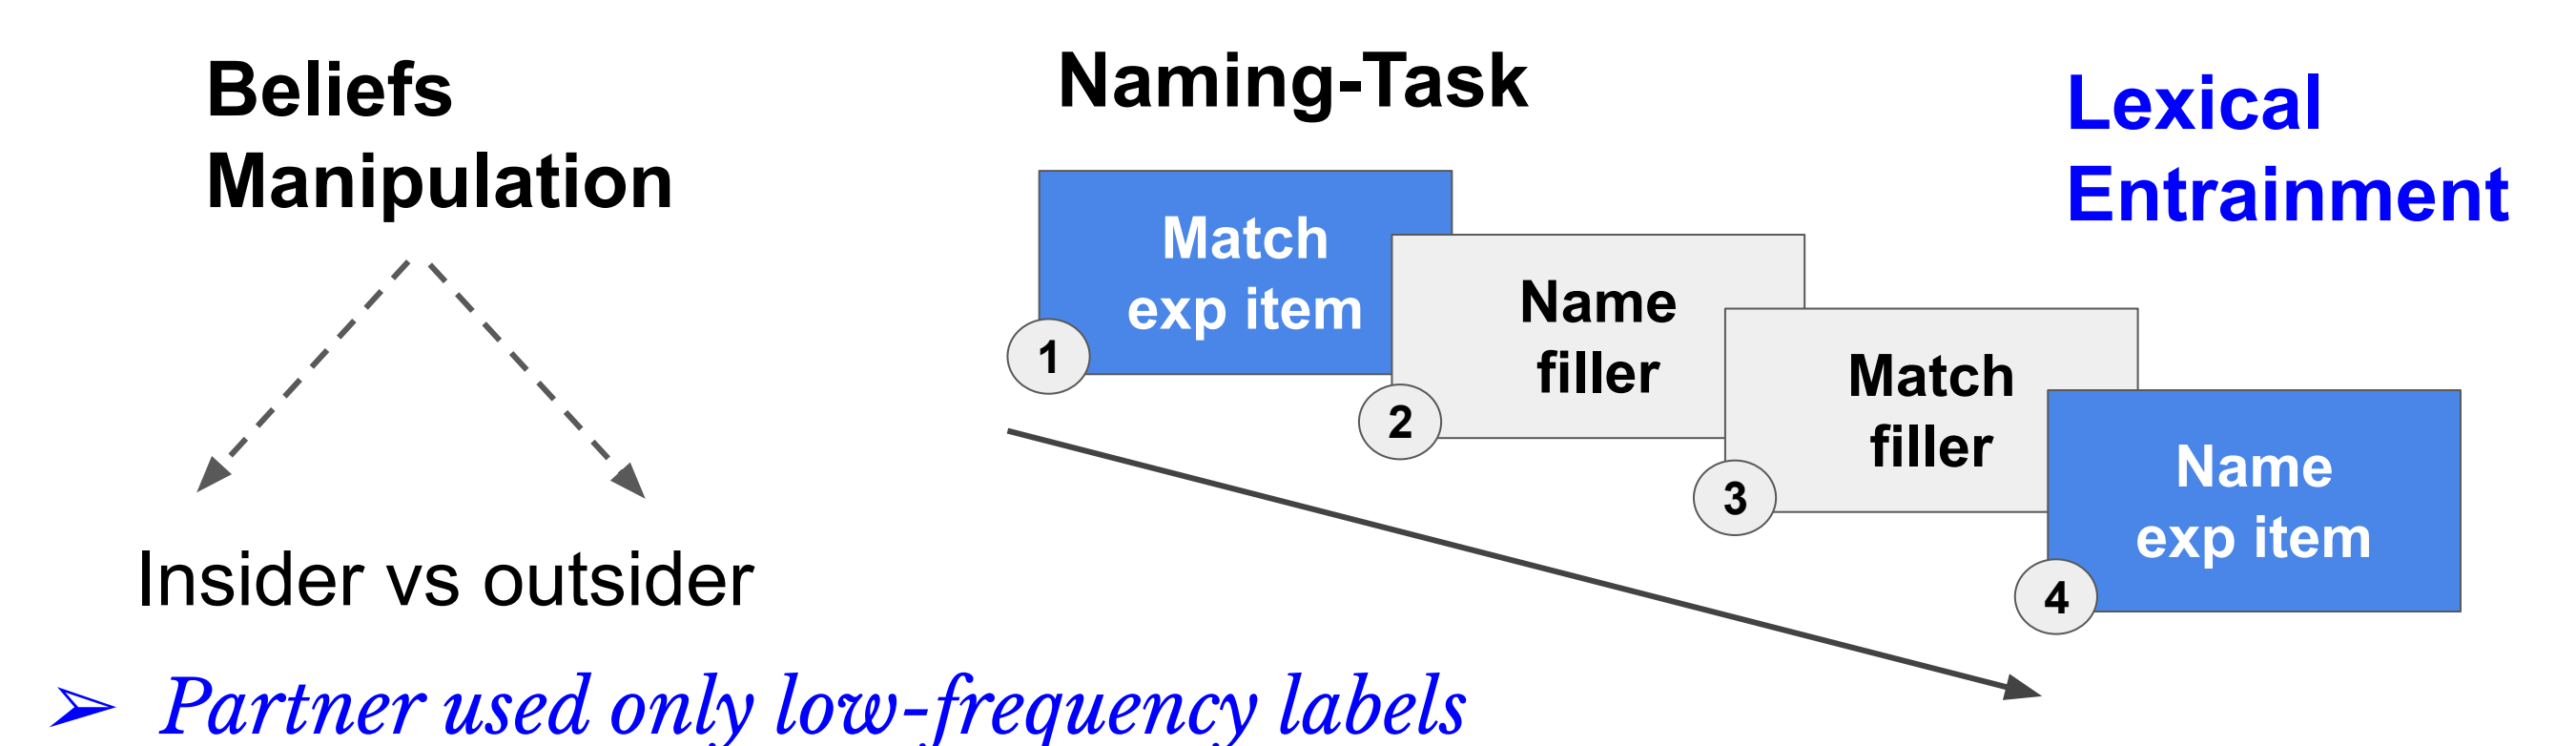 Beliefs
Manipulation
Insider vs outsider
Naming-Task
Match
exp item
1
Name
filler
2
Match
filler
3
Name
exp item
4
Lexical
Entrainment
➢ Partner used only low-frequency labels